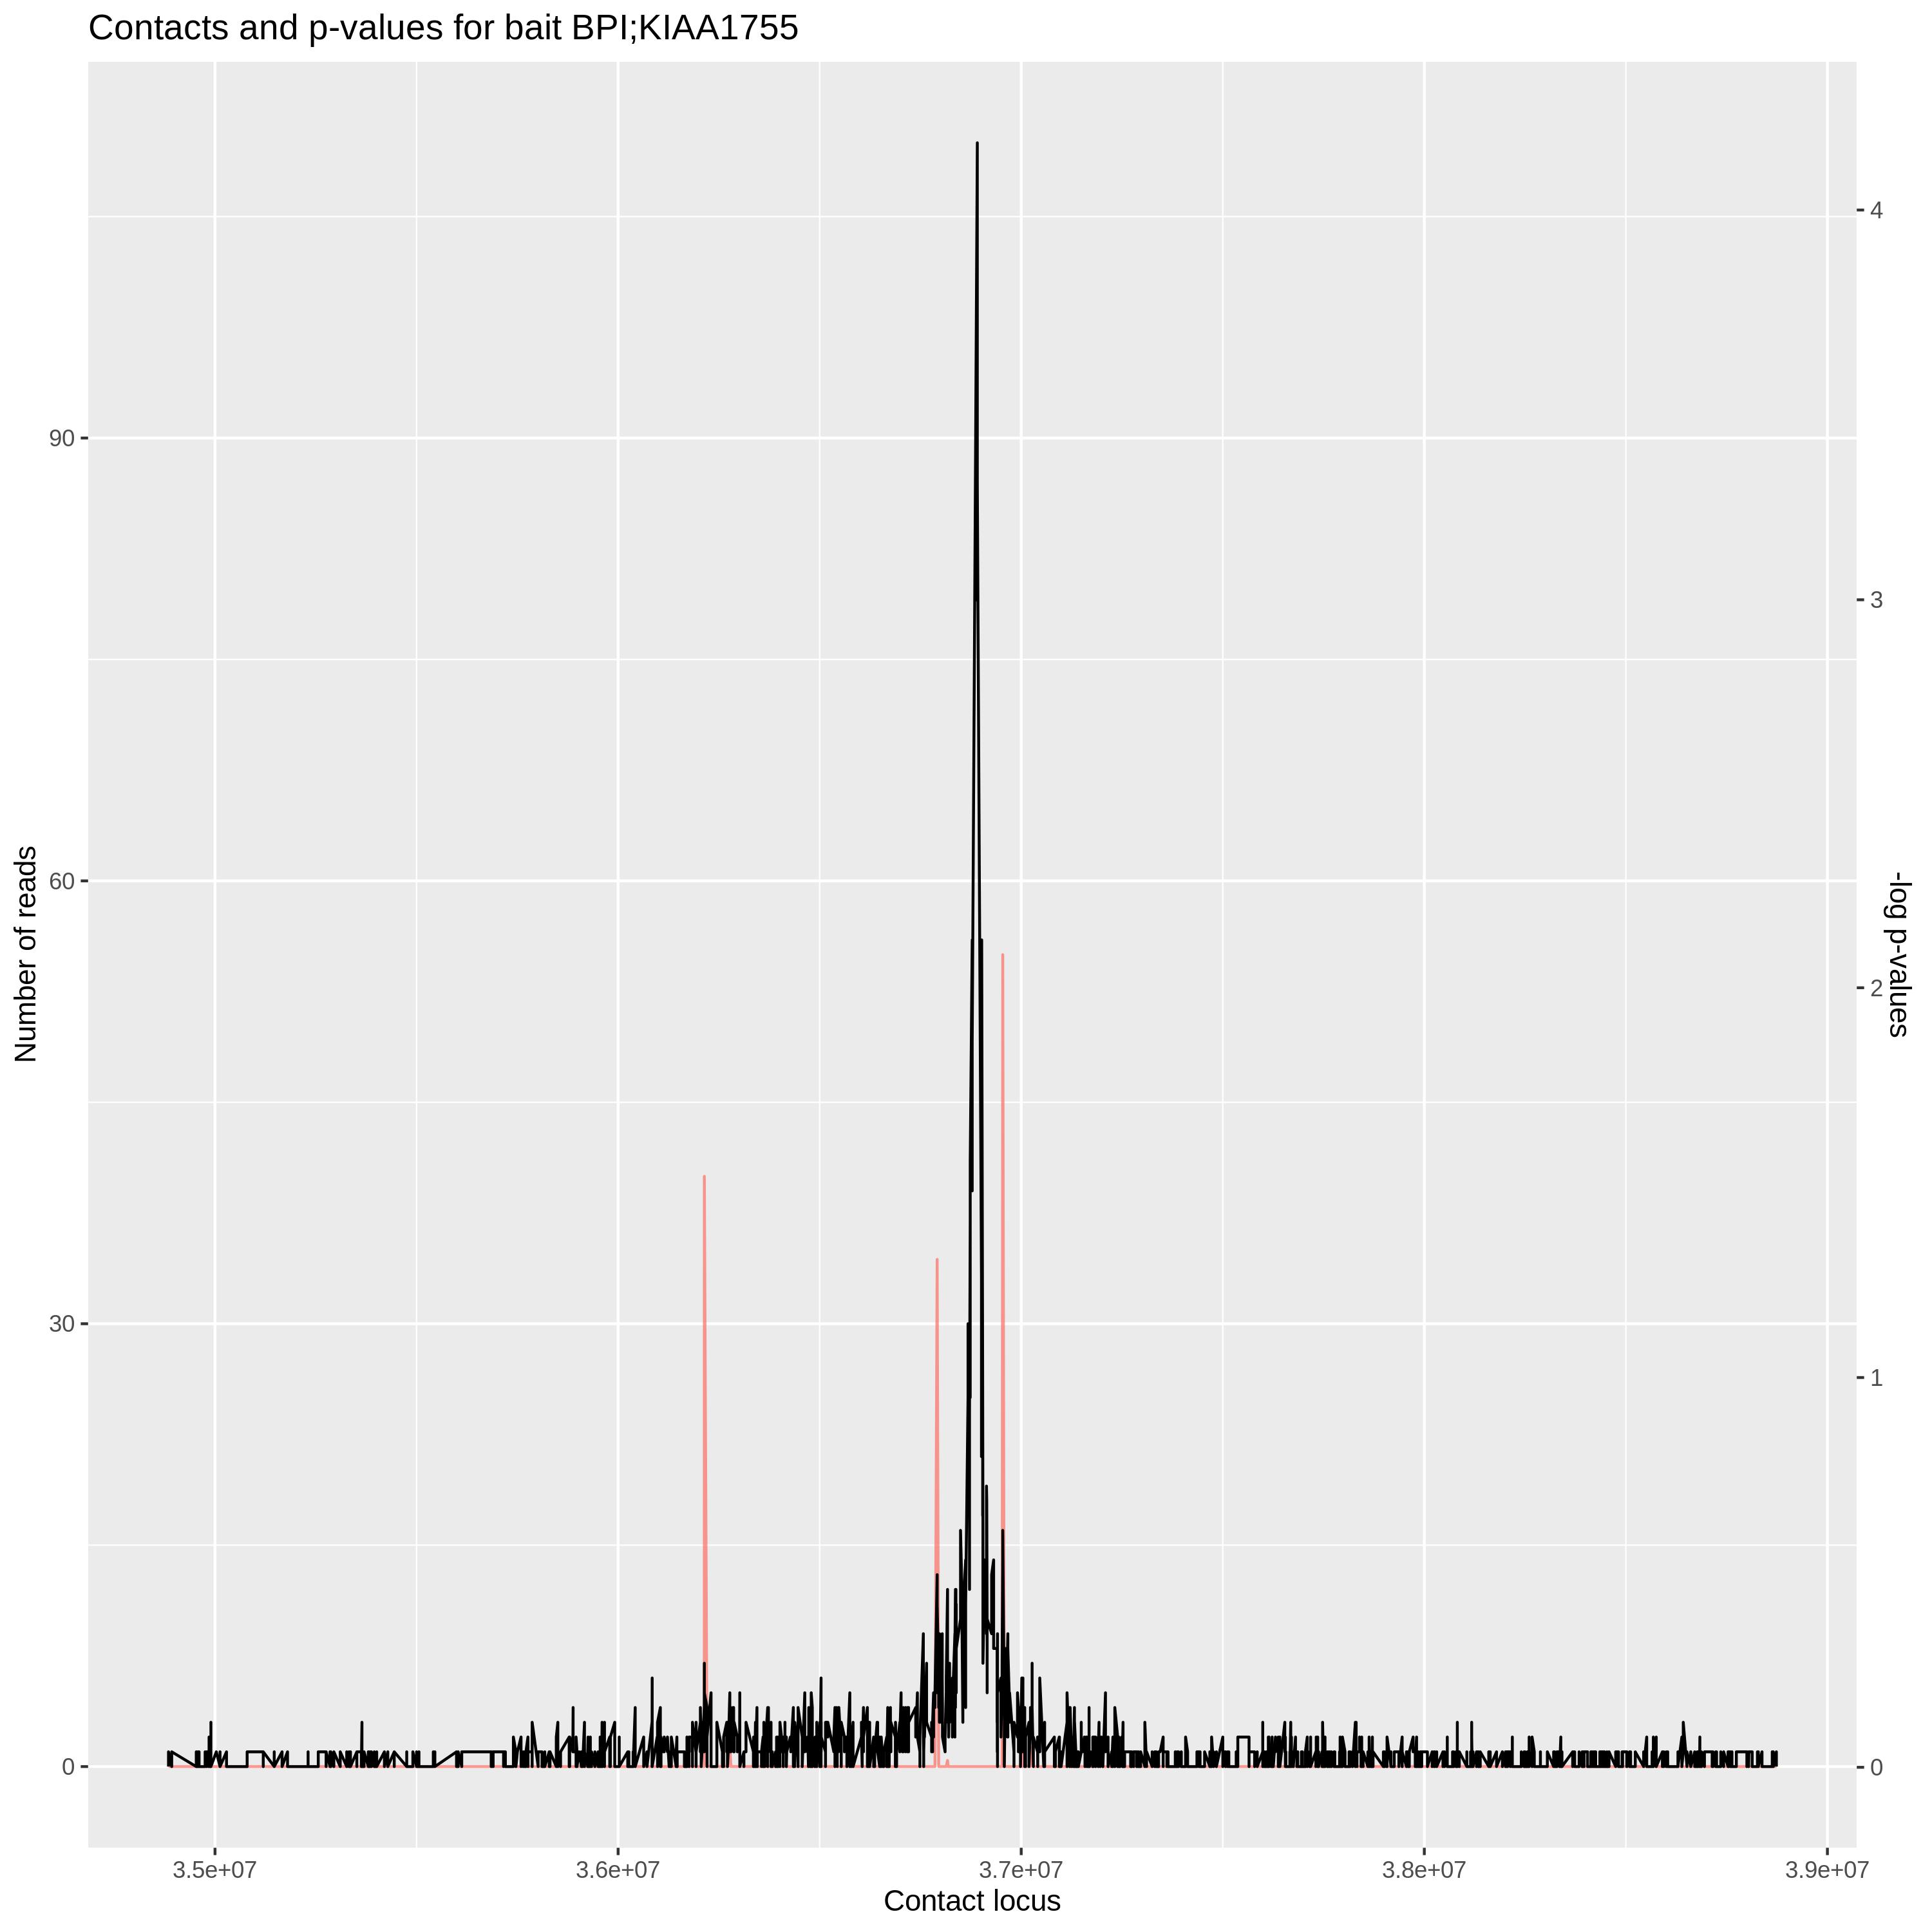 Contacts and p-values for bait BPI;KIAA1755
Number of reads
90
60
30
0
4
3
2
1
0
-log p-values
3.5e+07 3.6e+07 3.7e+07 3.8e+07 3.9e+07
Contact locus